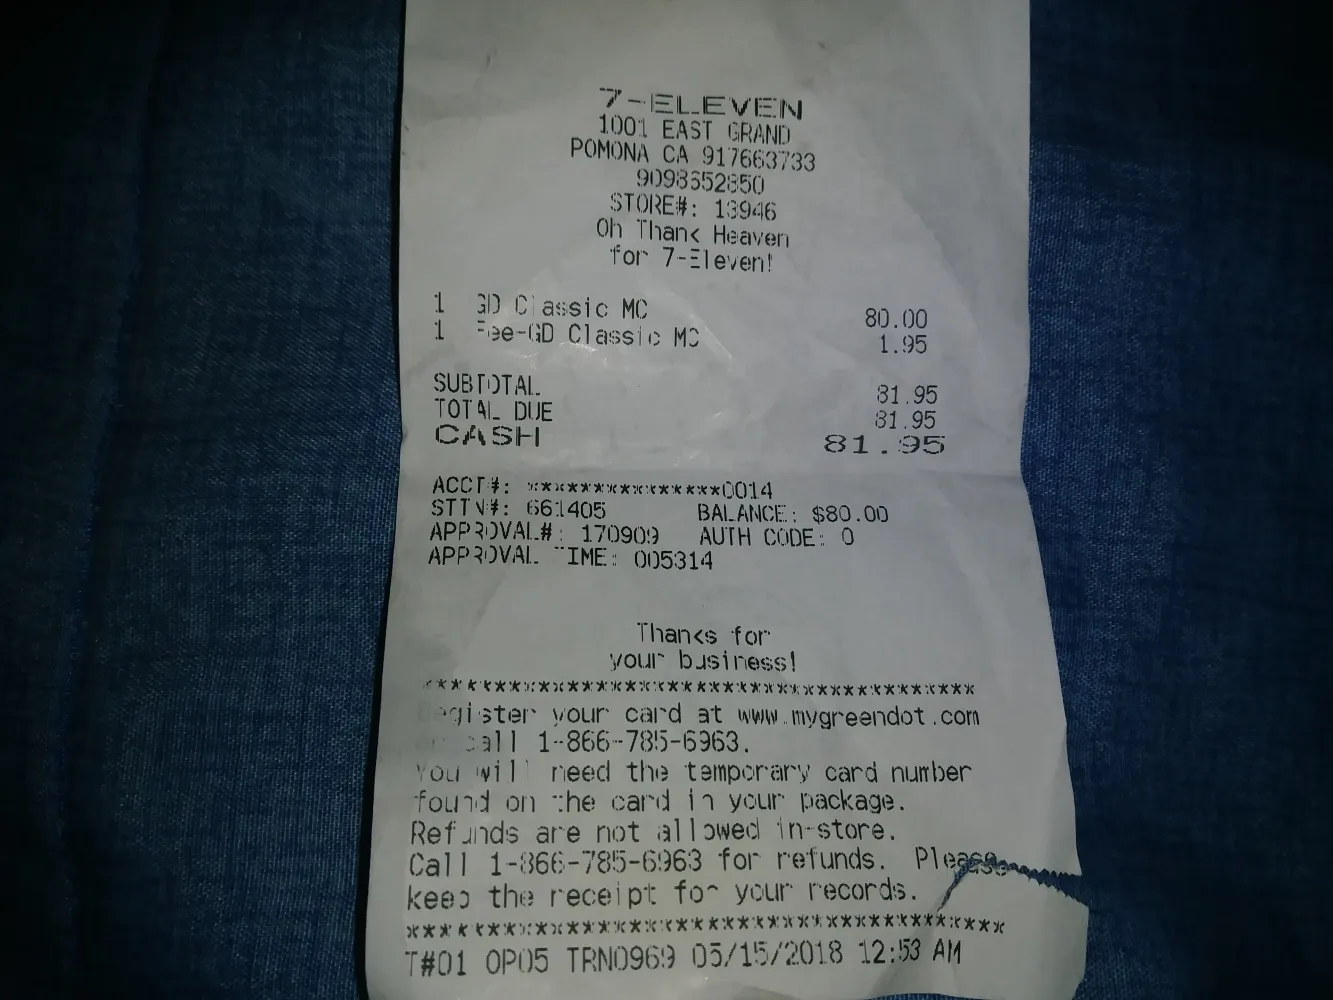 7-ELEVEN
1001 EAST GRAND
POMONA CA 917663733
9098652850
STORE#: 13946
Oh Thank Heaven
for 7-Eleven!
1 GD Classic MC 80.00
1 Fee-GD Classic MC 1.95
SUBTOTAL 81.95
TOTAL DUE 81.95
CASH 81.95
ACCT#: ***************0014
STTN#: 661405 BALANCE: $80.00
APPROVAL#: 170909 AUTH CODE: 0
APPROVAL TIME: 005314
Thanks for
your business!
******************************************
Register your card at www.mygreendot.com
or call 1-866-785-6963.
You will need the temporary card number
found on the card in your package.
Refunds are not allowed in-store.
Call 1-866-785-6963 for refunds. Please
keep the receipt for your records.
******************************************
T#01 OP05 TRN0969 05/15/2018 12:53 AM